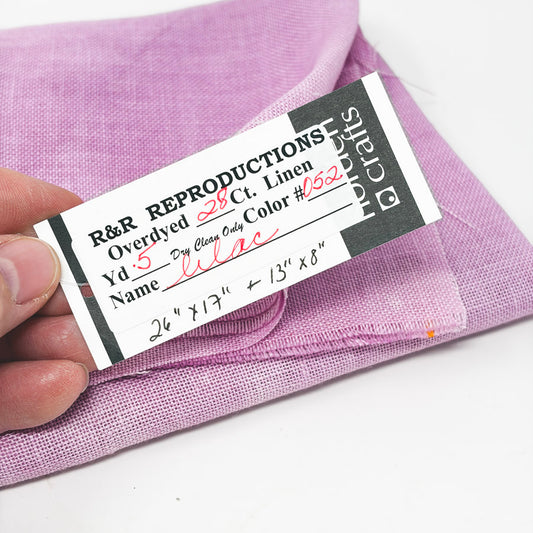 R&R REPRODUCTIONS
Overdyed 28 Ct. Linen
Yd .5 Dry Clean Only Color # 052
Name lilac
26" x 17" + 13" x 8"
crafts